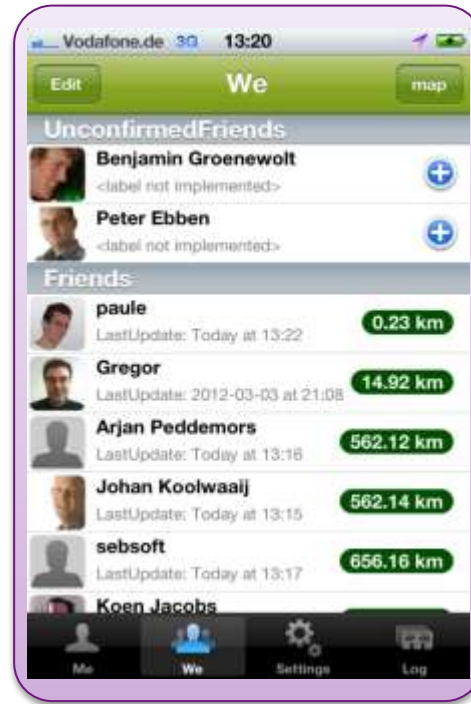 Vodafone.de 3G 13:20
Edit We map
UnconfirmedFriends
Benjamin Groenewolt
<label not implemented>
Peter Ebben
<label not implemented>
Friends
paule
LastUpdate: Today at 13:22
0.23 km
Gregor
LastUpdate: 2012-03-03 at 21:08
14.92 km
Arjan Peddemors
LastUpdate: Today at 13:16
562.12 km
Johan Koolwaaij
LastUpdate: Today at 13:15
562.14 km
sebsoft
LastUpdate: Today at 13:17
656.16 km
Koen Jacobs
Me We Settings Log